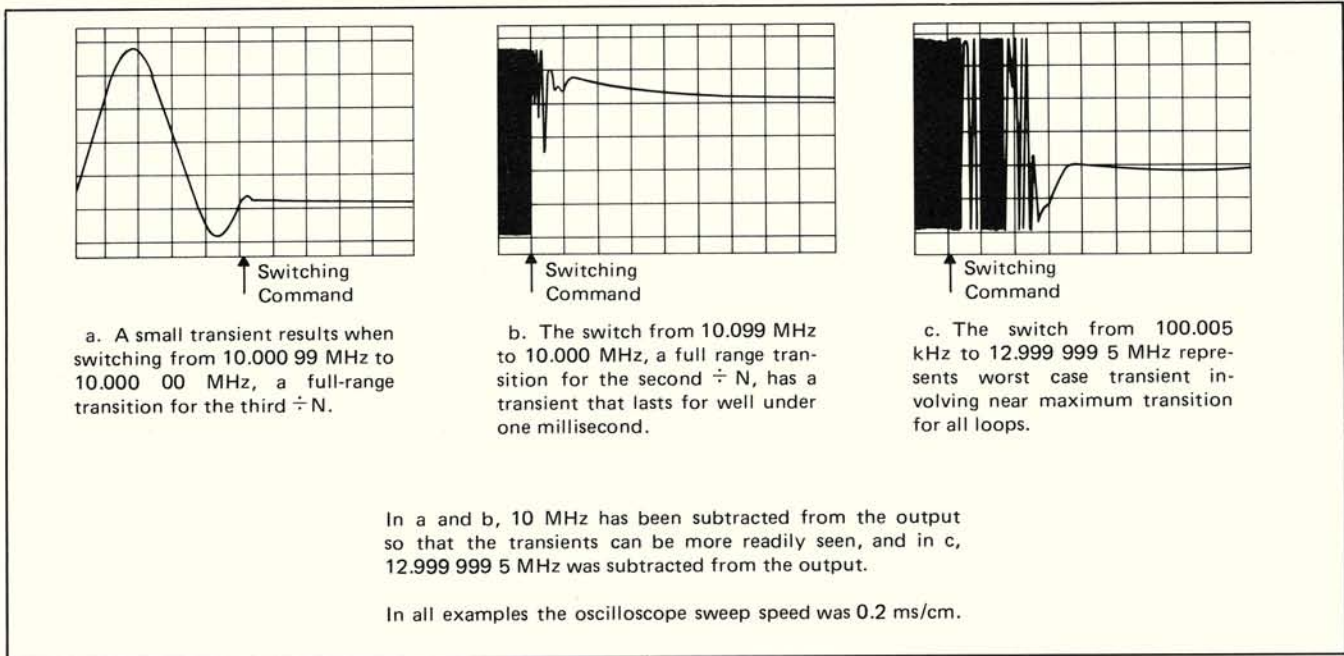 Switching
Command
a. A small transient results when
switching from 10.000 99 MHz to
10.000 00 MHz, a full-range
transition for the third ÷ N.
Switching
Command
b. The switch from 10.099 MHz
to 10.000 MHz, a full range tran-
sition for the second ÷ N, has a
transient that lasts for well under
one millisecond.
Switching
Command
c. The switch from 100.005
kHz to 12.999 999 5 MHz repre-
sents worst case transient in-
volving near maximum transition
for all loops.
In a and b, 10 MHz has been subtracted from the output
so that the transients can be more readily seen, and in c,
12.999 999 5 MHz was subtracted from the output.
In all examples the oscilloscope sweep speed was 0.2 ms/cm.